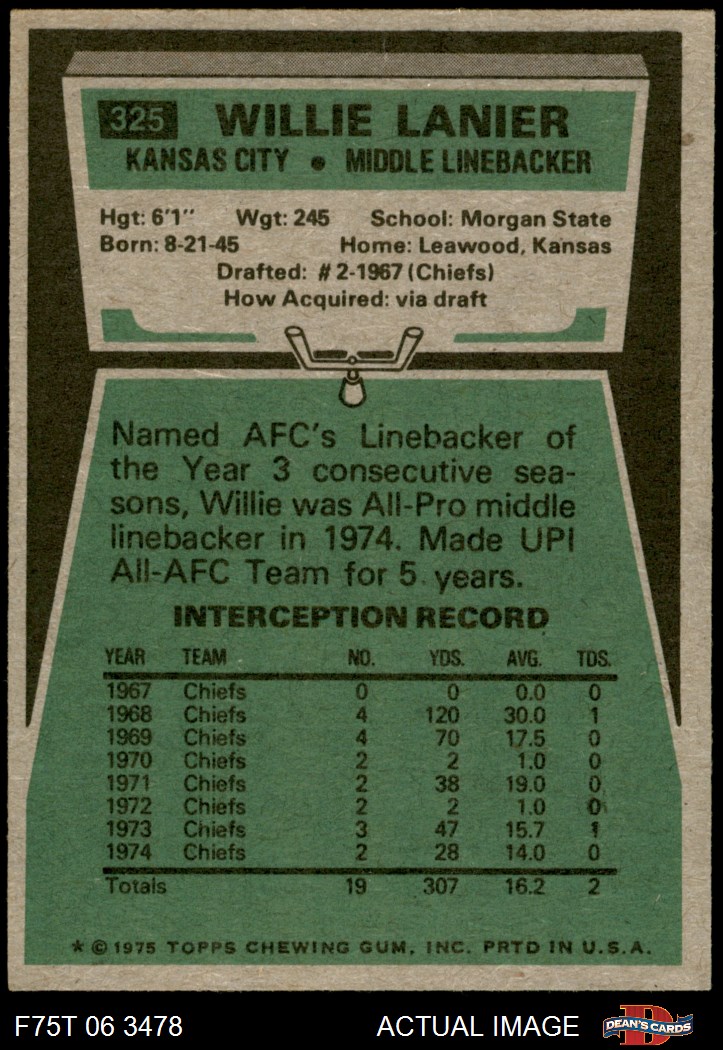 325 WILLIE LANIER
KANSAS CITY • MIDDLE LINEBACKER
Hgt: 6'1" Wgt: 245 School: Morgan State
Born: 8-21-45 Home: Leawood, Kansas
Drafted: #2-1967 (Chiefs)
How Acquired: via draft
Named AFC's Linebacker of
the Year 3 consecutive sea-
sons, Willie was All-Pro middle
linebacker in 1974. Made UPI
All-AFC Team for 5 years.
INTERCEPTION RECORD
YEAR TEAM NO. YDS. AVG. TDS.
1967 Chiefs 0 0 0.0 0
1968 Chiefs 4 120 30.0 1
1969 Chiefs 4 70 17.5 0
1970 Chiefs 2 2 1.0 0
1971 Chiefs 2 38 19.0 0
1972 Chiefs 2 2 1.0 0
1973 Chiefs 3 47 15.7 1
1974 Chiefs 2 28 14.0 0
Totals 19 307 16.2 2
* © 1975 TOPPS CHEWING GUM, INC. PRTD IN U.S.A.
F75T 06 3478 ACTUAL IMAGE D DEAN'S CARDS